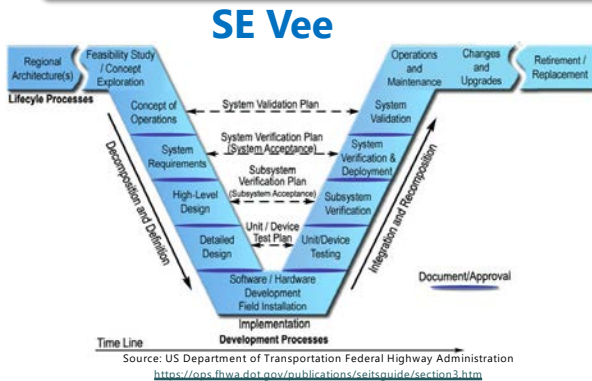 SE Vee
Regional
Architecture(s)
Feasibility Study
/ Concept
Exploration
Operations
and
Maintenance
Changes
and
Upgrades
Retirement /
Replacement
Lifecyle Processes
Concept of
Operations
System Validation Plan
System
Validation
System
Requirements
System Verification Plan
(System Acceptance)
System
Verification &
Deployment
High-Level
Design
Subsystem
Verification Plan
(Subsystem Acceptance)
Subsystem
Verification
Detailed
Design
Unit / Device
Test Plan
Unit/Device
Testing
Decomposition and Definition
Integration and Recomposition
Software / Hardware
Development
Field Installation
Document/Approval
Implementation
Time Line
Development Processes
Source: US Department of Transportation Federal Highway Administration
https://ops.fhwa.dot.gov/publications/seitsguide/section3.htm